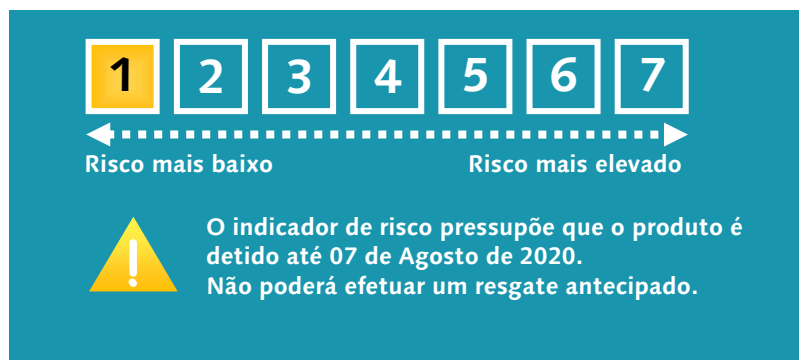 1 2 3 4 5 6 7
Risco mais baixo Risco mais elevado
O indicador de risco pressupõe que o produto é
detido até 07 de Agosto de 2020.
Não poderá efetuar um resgate antecipado.